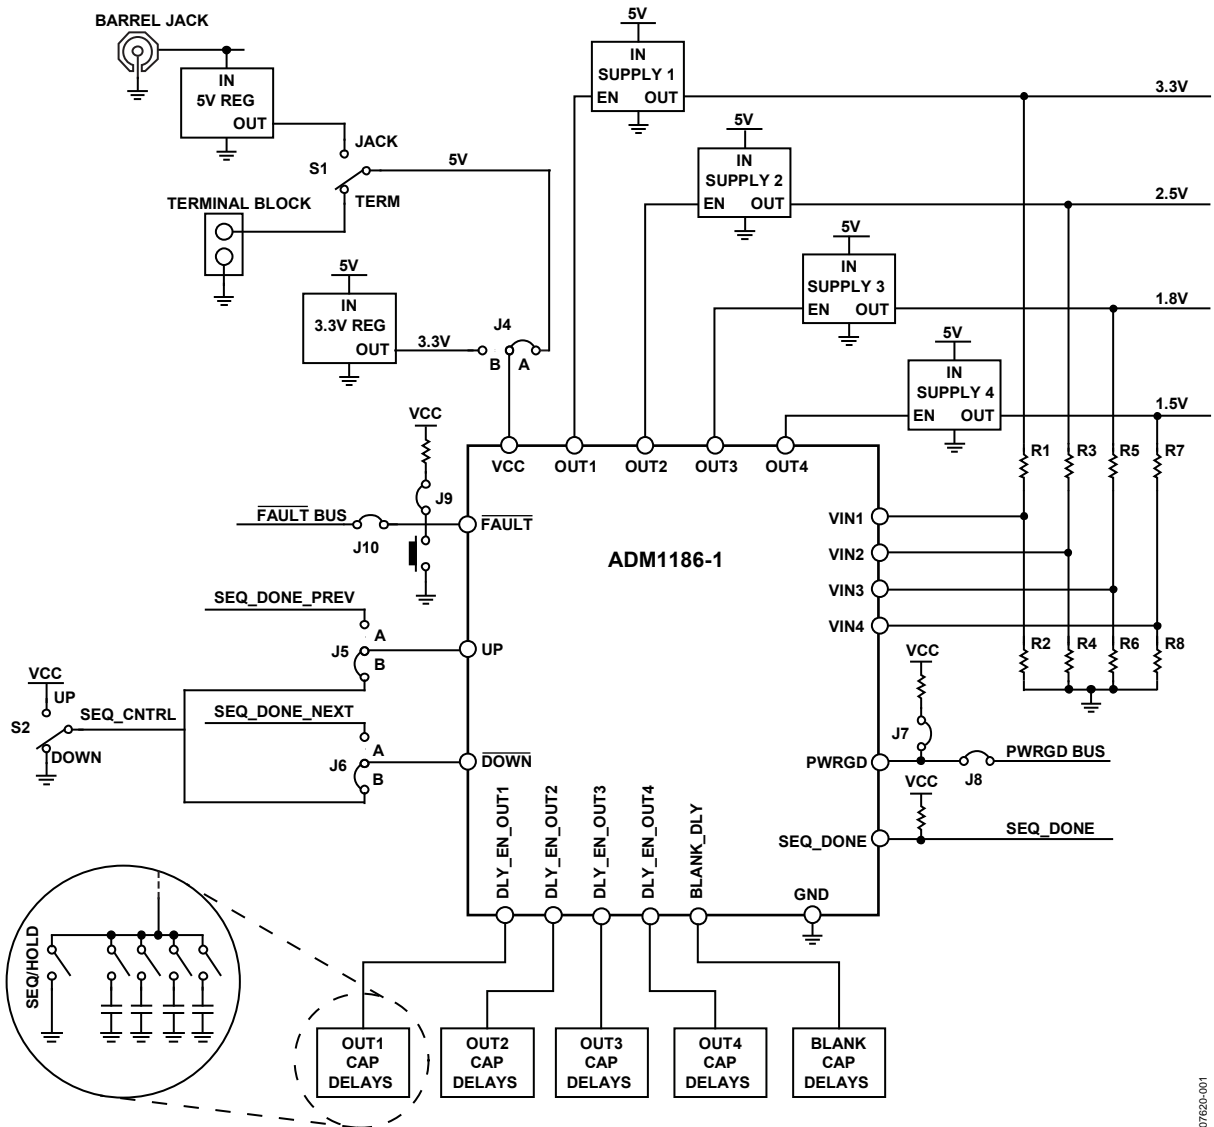 BARREL JACK
IN
5V REG
OUT
JACK
S1
5V
TERM
TERMINAL BLOCK
5V
IN
3.3V REG
OUT
3.3V
J4
B
A
5V
IN
SUPPLY 1
EN OUT
3.3V
5V
IN
SUPPLY 2
EN OUT
2.5V
5V
IN
SUPPLY 3
EN OUT
1.8V
5V
IN
SUPPLY 4
EN OUT
1.5V
VCC
J9
FAULT BUS
J10
VCC
OUT1
OUT2
OUT3
OUT4
R1
R3
R5
R7
FAULT
ADM1186-1
VIN1
VIN2
VIN3
VIN4
R2
R4
R6
R8
SEQ_DONE_PREV
A
J5
B
UP
VCC
UP
S2
SEQ_CNTRL
DOWN
SEQ_DONE_NEXT
A
J6
B
DOWN
VCC
J7
PWRGD
J8
PWRGD BUS
VCC
SEQ_DONE
SEQ_DONE
DLY_EN_OUT1
DLY_EN_OUT2
DLY_EN_OUT3
DLY_EN_OUT4
BLANK_DLY
GND
SEQ/HOLD
OUT1
CAP
DELAYS
OUT2
CAP
DELAYS
OUT3
CAP
DELAYS
OUT4
CAP
DELAYS
BLANK
CAP
DELAYS
07620-001